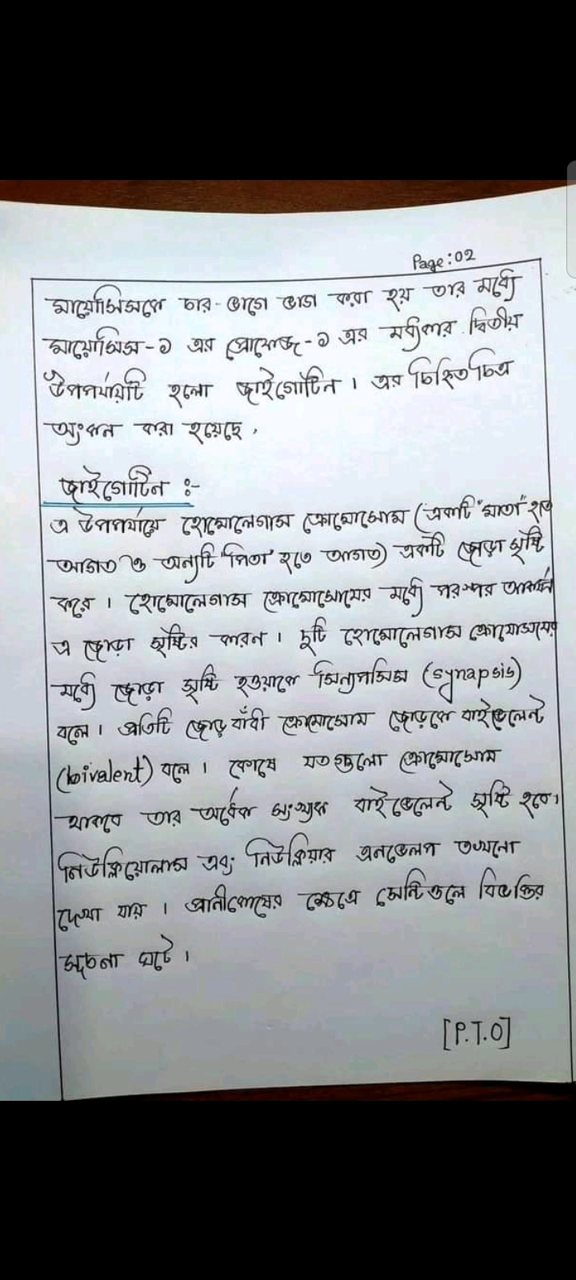 Page: 02
মায়োসিসকে চার-ভাগে ভাগ করা হয় তার মধ্যে
মায়োসিস-১ এর প্রোফেজ-১ এর মধ্যকার দ্বিতীয়
উপপর্যায়টি হলো জাইগোটিন। এর চিহ্নিত চিত্র
অংকন করা হয়েছে।
জাইগোটিন :-
এ উপপর্যায়ে হোমোলোগাস ক্রোমোসোম (একটি "মাতা" হতে
আগত ও অন্যটি "পিতা" হতে আগত) একটি জোড়া সৃষ্টি
করে। হোমোলোগাস ক্রোমোসোমের মধ্যে পরস্পর আকর্ষন
এ জোড়া সৃষ্টির কারন। দুটি হোমোলোগাস ক্রোমোসোমের
মধ্যে জোড়া সৃষ্টি হওয়াকে সিন্যাপসিস (synapsis)
বলে। প্রতিটি জোড় বাঁধী ক্রোমোসোম জোড়কে বাইভেলেন্ট
(bivalent) বলে। কোষে যতগুলো ক্রোমোসোম
থাকবে তার অর্ধেক সংখ্যক বাইভেলেন্ট সৃষ্টি হবে।
নিউক্লিয়োলাস এবং নিউক্লিয়ার এনভেলপ তখনো
দেখা যায়। প্রানীকোষের ক্ষেত্রে সেন্ট্রিওলে বিভক্তির
সূচনা ঘটে।
[P.T.O]